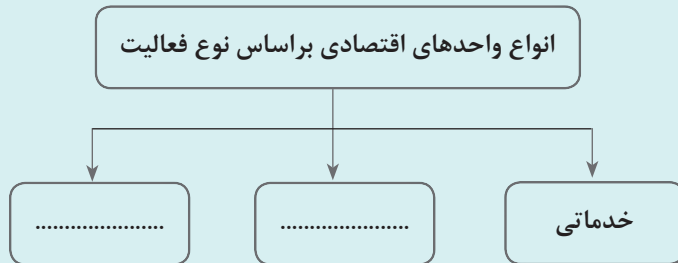 انواع واحدهای اقتصادی براساس نوع فعالیت
خدماتی
......................
......................